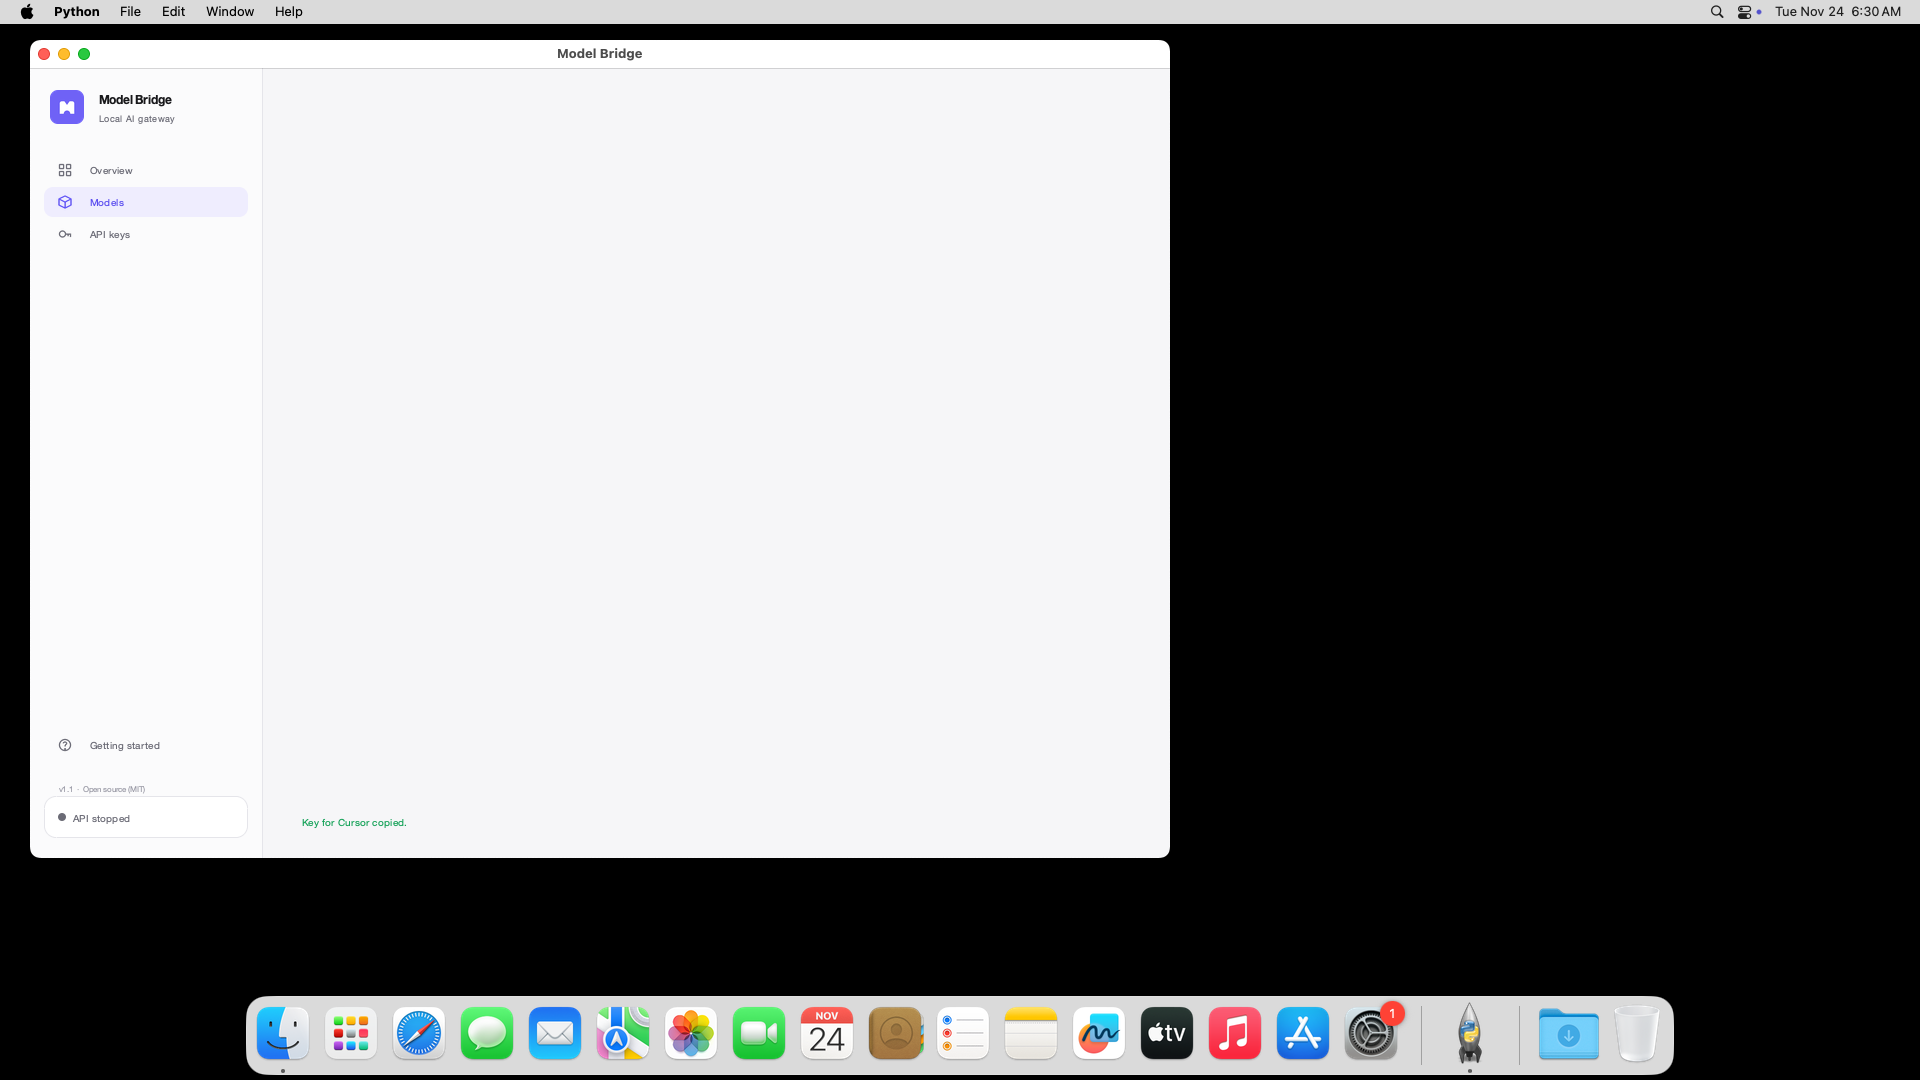 Python File Edit Window Help
Tue Nov 24 6:30 AM
Model Bridge
Model Bridge
Local AI gateway
Overview
Models
API keys
Getting started
v1.1 · Open source (MIT)
API stopped
Key for Cursor copied.
NOV
24
tv
1